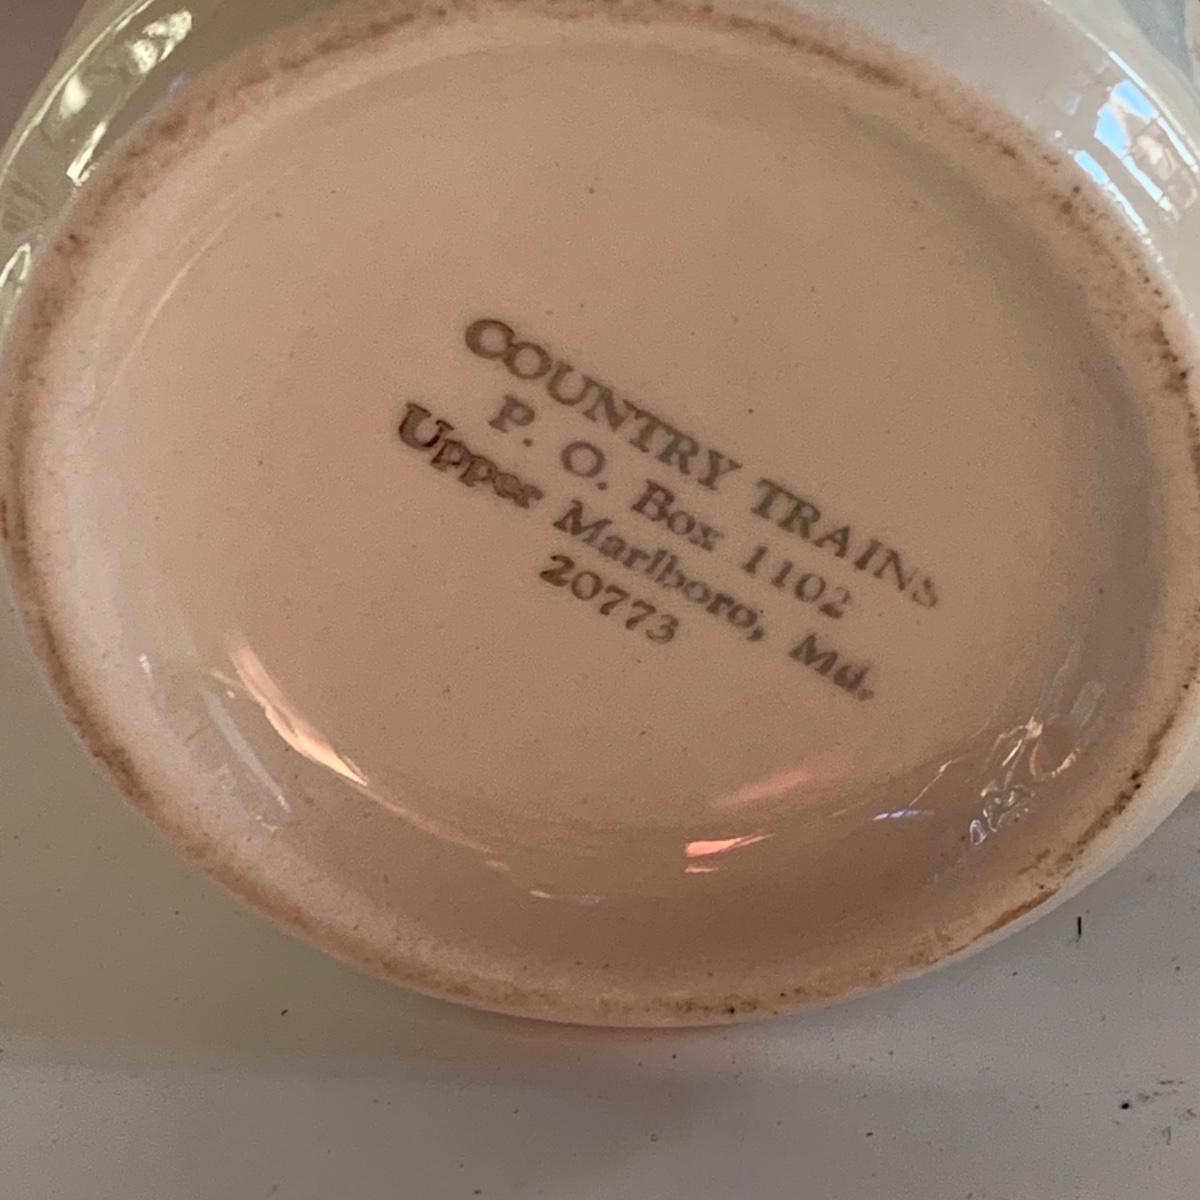 COUNTRY TRAINS
P. O. Box 1102
Upper Marlboro, Md.
20773